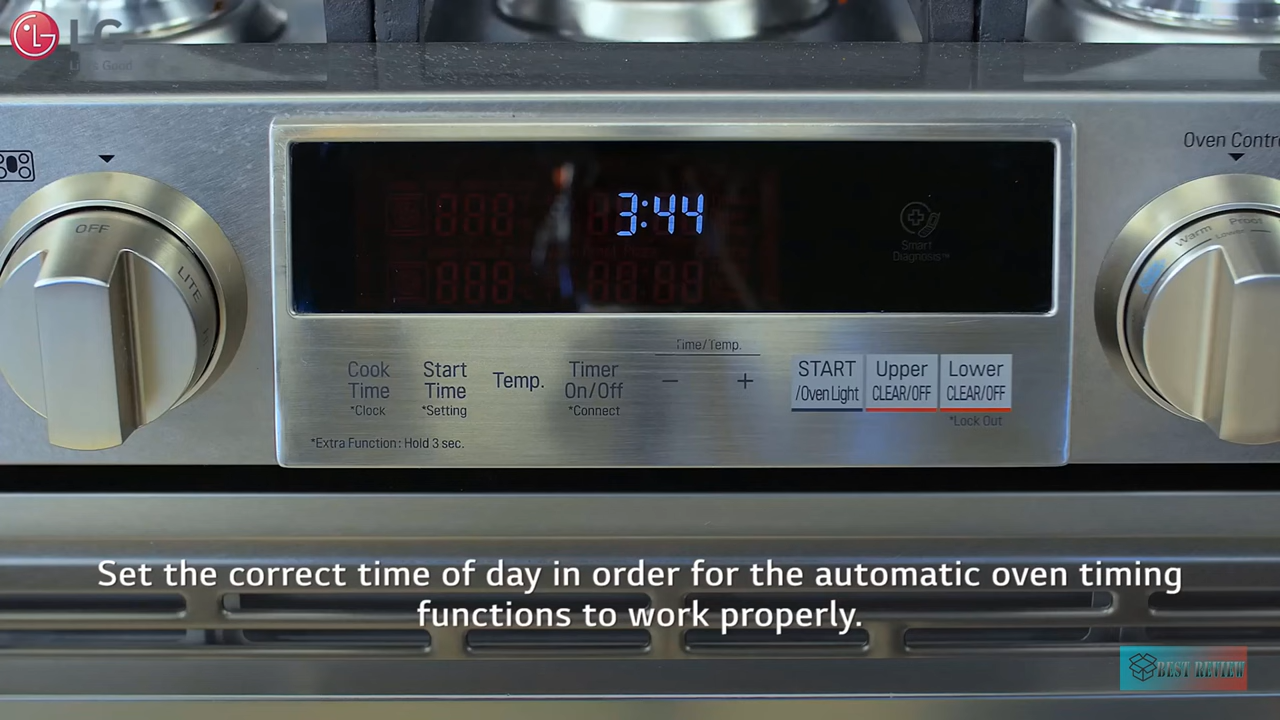 LG
Life's Good
Oven Contro
OFF
LITE
3:44
Smart
Diagnosis™
Warm
Proof
Lower
Time/Temp.
Cook
Time
*Clock
Start
Time
*Setting
Temp.
Timer
On/Off
*Connect
− +
START
/Oven Light
Upper
CLEAR/OFF
Lower
CLEAR/OFF
*Lock Out
*Extra Function: Hold 3 sec.
Set the correct time of day in order for the automatic oven timing
functions to work properly.
BEST REVIEW